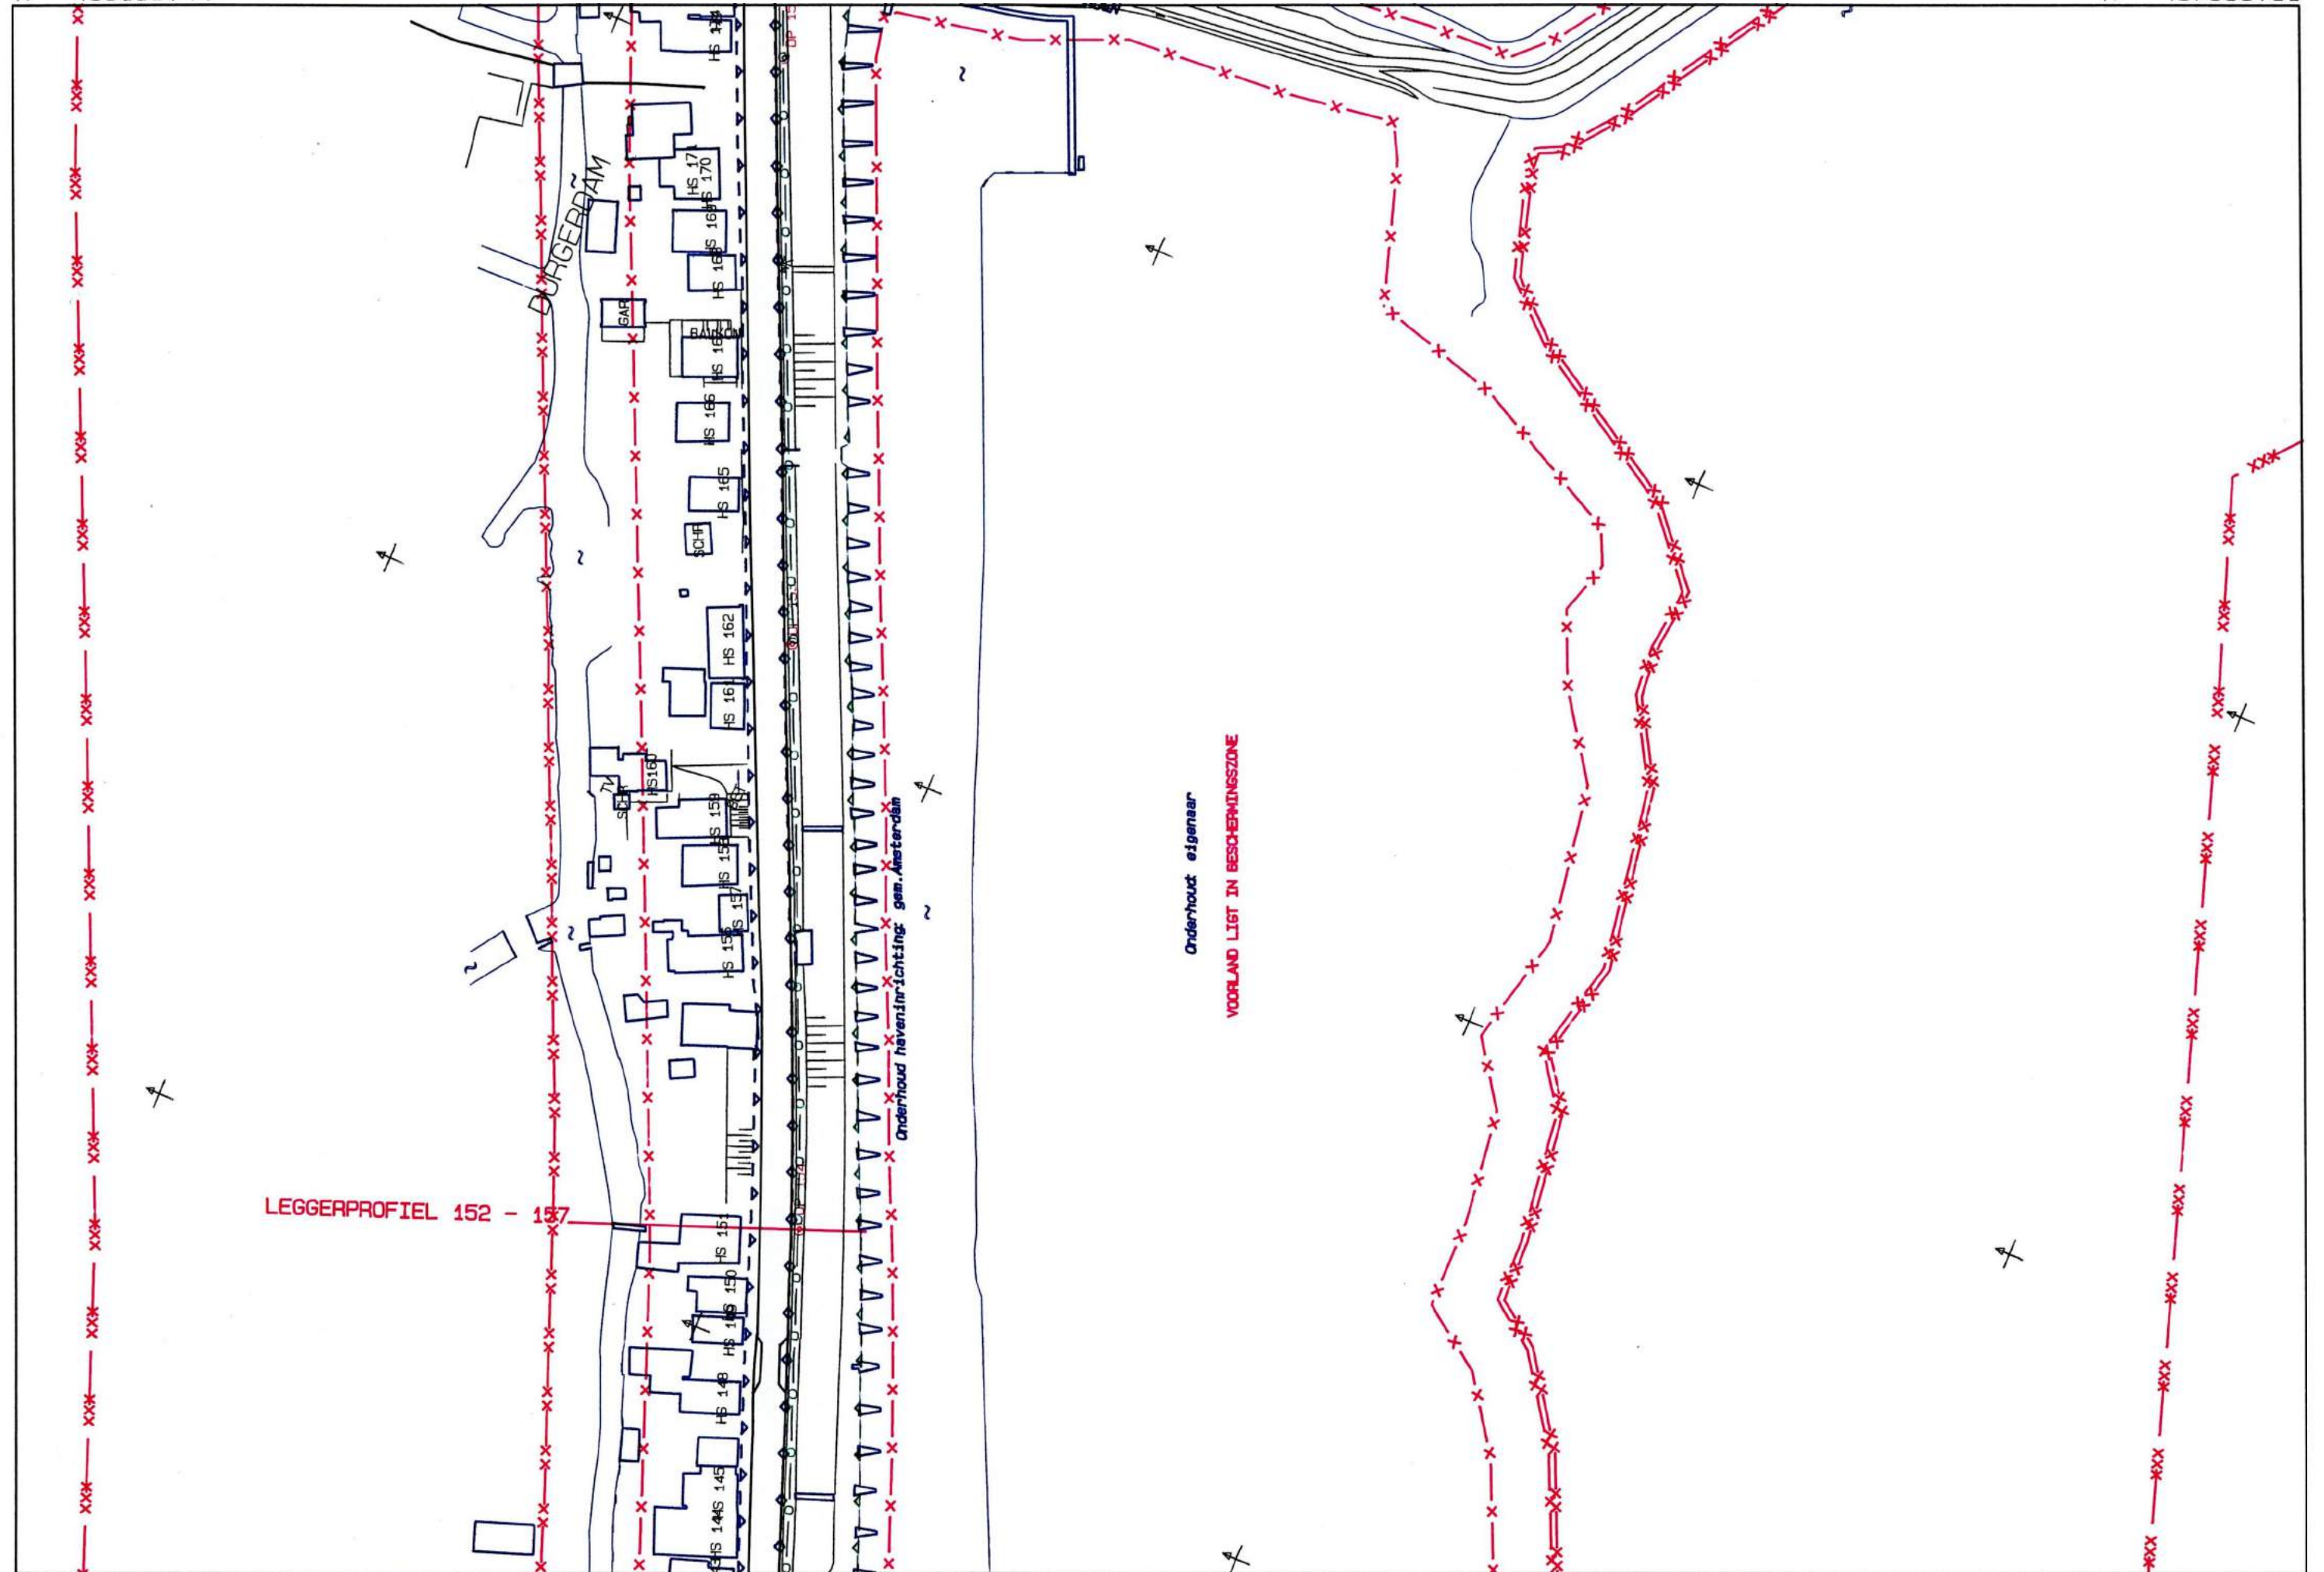 HS 171
HS 170
DURGERDAM
GAR
BALKON
HS 166
HS 165
SCHR
HS 162
HS 161
HS160
HS 159
HS 157
HS 156
Onderhoud haveninrichting: gem.Amsterdam
Onderhoud: eigenaar
VOORLAND LIGT IN BESCHERMINGSZONE
LEGGERPROFIEL 152 - 157
HS 151
HS 150
HS 148
HS 145
HS 144